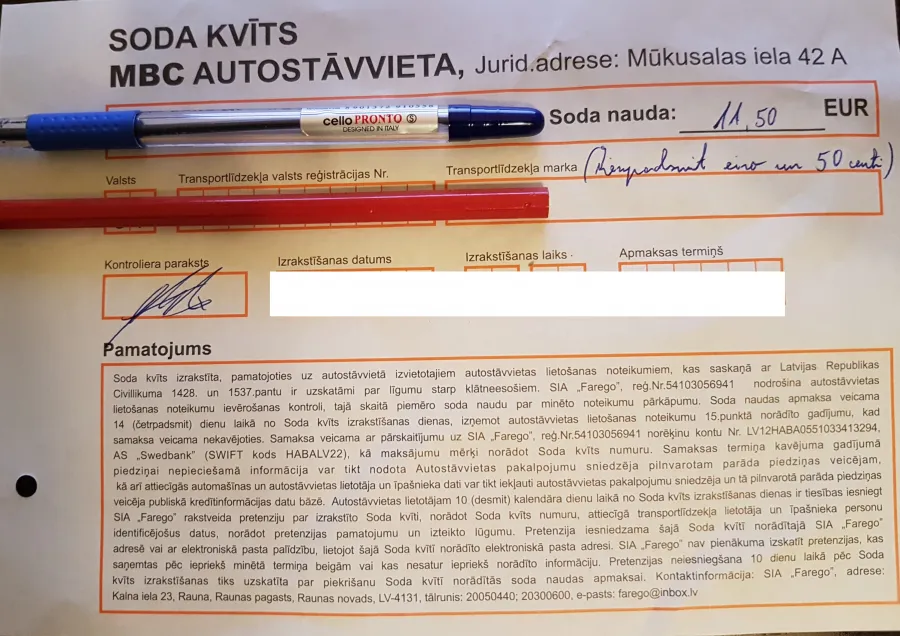 SODA KVĪTS
MBC AUTOSTĀVVIETA, Jurid.adrese: Mūkusalas iela 42 A
cello PRONTO S
DESIGNED IN ITALY
Soda nauda: 11,50 EUR
Valsts
Transportlīdzekļa valsts reģistrācijas Nr.
Transportlīdzekļa marka
(Vienpadsmit eiro un 50 centi)
Kontroliera paraksts
Izrakstīšanas datums
Izrakstīšanas laiks
Apmaksas termiņš
Pamatojums
Soda kvīts izrakstīta, pamatojoties uz autostāvvietā izvietotajiem autostāvvietas lietošanas noteikumiem, kas saskaņā ar Latvijas Republikas
Civillikuma 1428. un 1537.pantu ir uzskatāmi par līgumu starp klātneesošiem. SIA „Farego”, reģ.Nr.54103056941 nodrošina autostāvvietas
lietošanas noteikumu ievērošanas kontroli, tajā skaitā piemēro soda naudu par minēto noteikumu pārkāpumu. Soda naudas apmaksa veicama
14 (četrpadsmit) dienu laikā no Soda kvīts izrakstīšanas dienas, izņemot autostāvvietas lietošanas noteikumu 15.punktā norādīto gadījumu, kad
samaksa veicama nekavējoties. Samaksa veicama ar pārskaitījumu uz SIA „Farego”, reģ.Nr.54103056941 norēķinu kontu Nr. LV12HABA0551033413294,
AS „Swedbank” (SWIFT kods HABALV22), kā maksājumu mērķi norādot Soda kvīts numuru. Samaksas termiņa kavējuma gadījumā
piedziņai nepieciešamā informācija var tikt nodota Autostāvvietas pakalpojumu sniedzēja pilnvarotam parāda piedziņas veicējam,
kā arī attiecīgās automašīnas un autostāvvietas lietotāja un īpašnieka dati var tikt iekļauti autostāvvietas pakalpojumu sniedzēja un tā pilnvarotā parāda piedziņas
veicēja publiskā kredītinformācijas datu bāzē. Autostāvvietas lietotājam 10 (desmit) kalendāra dienu laikā no Soda kvīts izrakstīšanas dienas ir tiesības iesniegt
SIA „Farego” rakstveida pretenziju par izrakstīto Soda kvīti, norādot Soda kvīts numuru, attiecīgā transportlīdzekļa lietotāja un īpašnieka personu
identificējošus datus, norādot pretenzijas pamatojumu un izteikto lūgumu. Pretenzija iesniedzama šajā Soda kvītī norādītajā SIA „Farego”
adresē vai ar elektroniskā pasta palīdzību, lietojot šajā Soda kvītī norādīto elektroniskā pasta adresi. SIA „Farego” nav pienākuma izskatīt pretenzijas, kas
saņemtas pēc iepriekš minētā termiņa beigām vai kas nesatur iepriekš norādīto informāciju. Pretenzijas neiesniegšana 10 dienu laikā pēc Soda
kvīts izrakstīšanas tiks uzskatīta par piekrišanu Soda kvītī norādītās soda naudas apmaksai. Kontaktinformācija: SIA „Farego”, adrese:
Kalna iela 23, Rauna, Raunas pagasts, Raunas novads, LV-4131, tālrunis: 20050440; 20300600, e-pasts: farego@inbox.lv